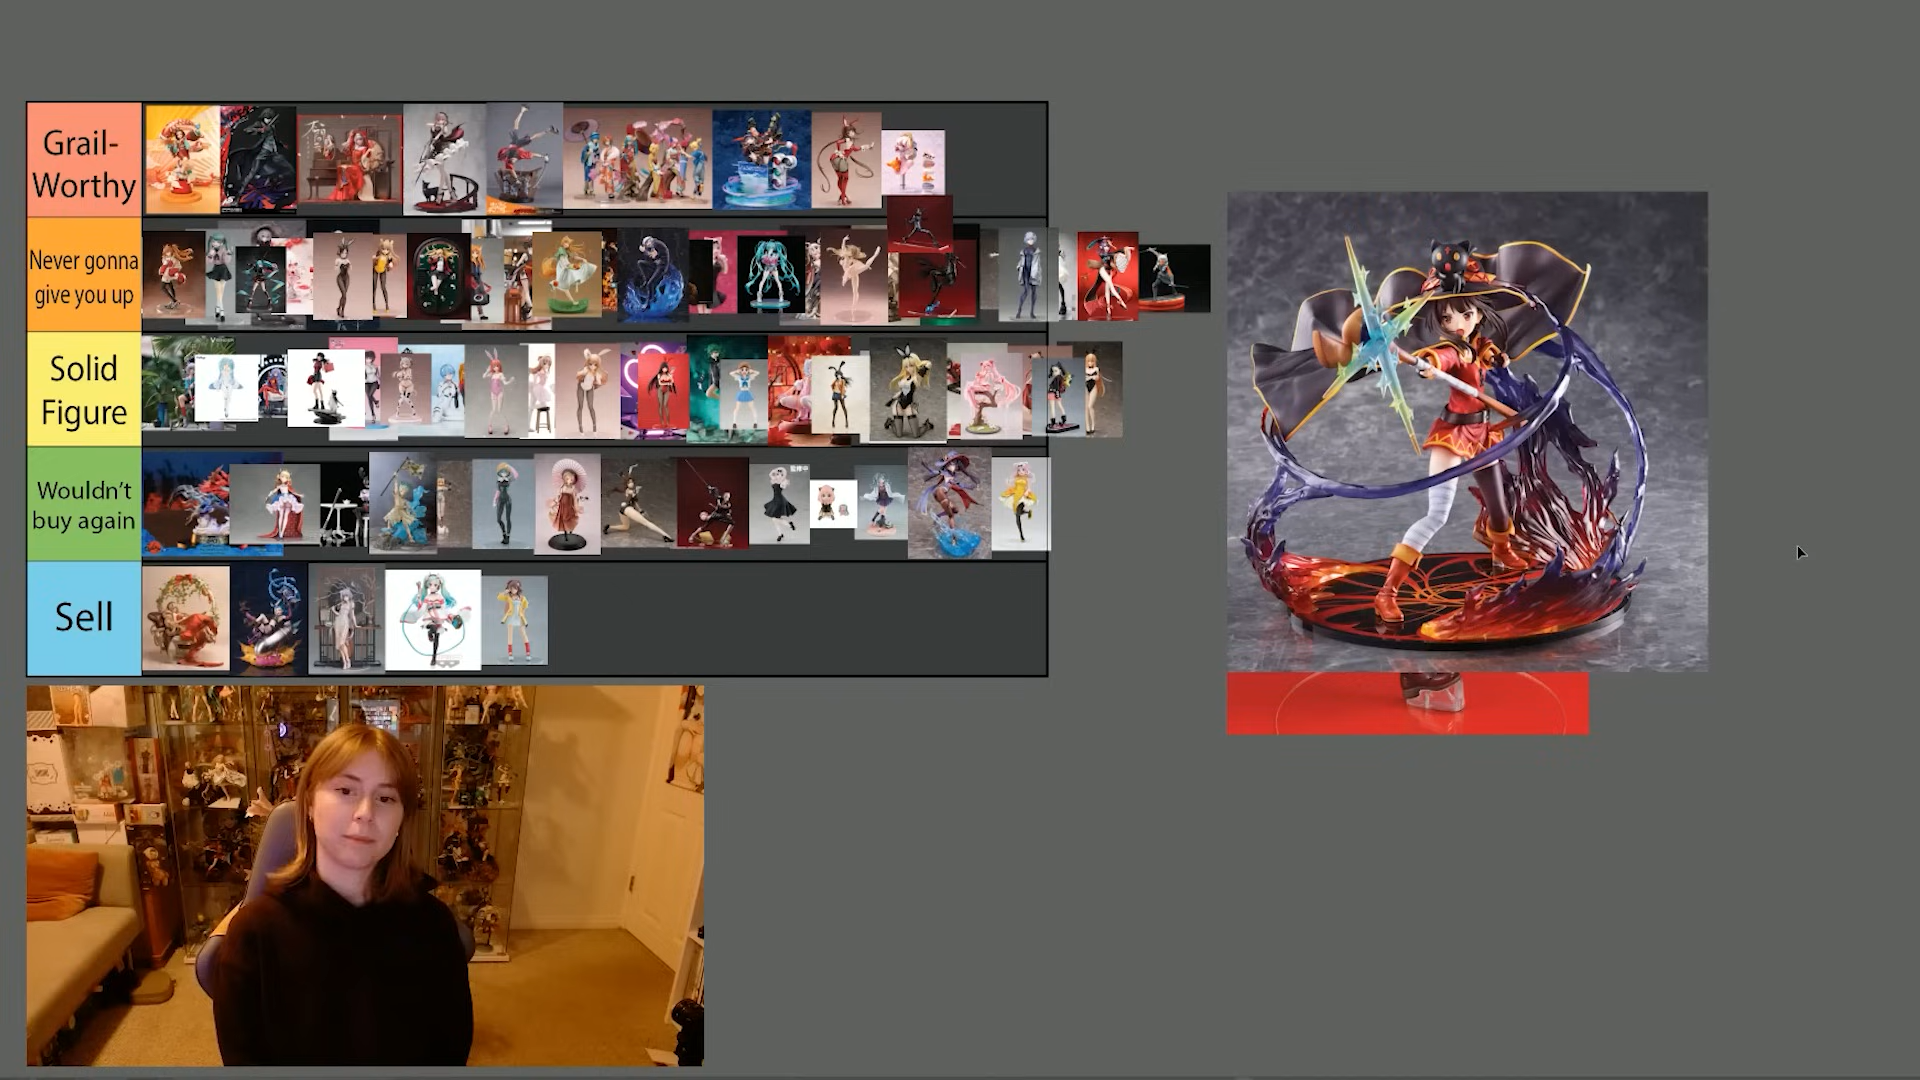 Grail-
Worthy
Never gonna
give you up
Solid
Figure
Wouldn't
buy again
Sell